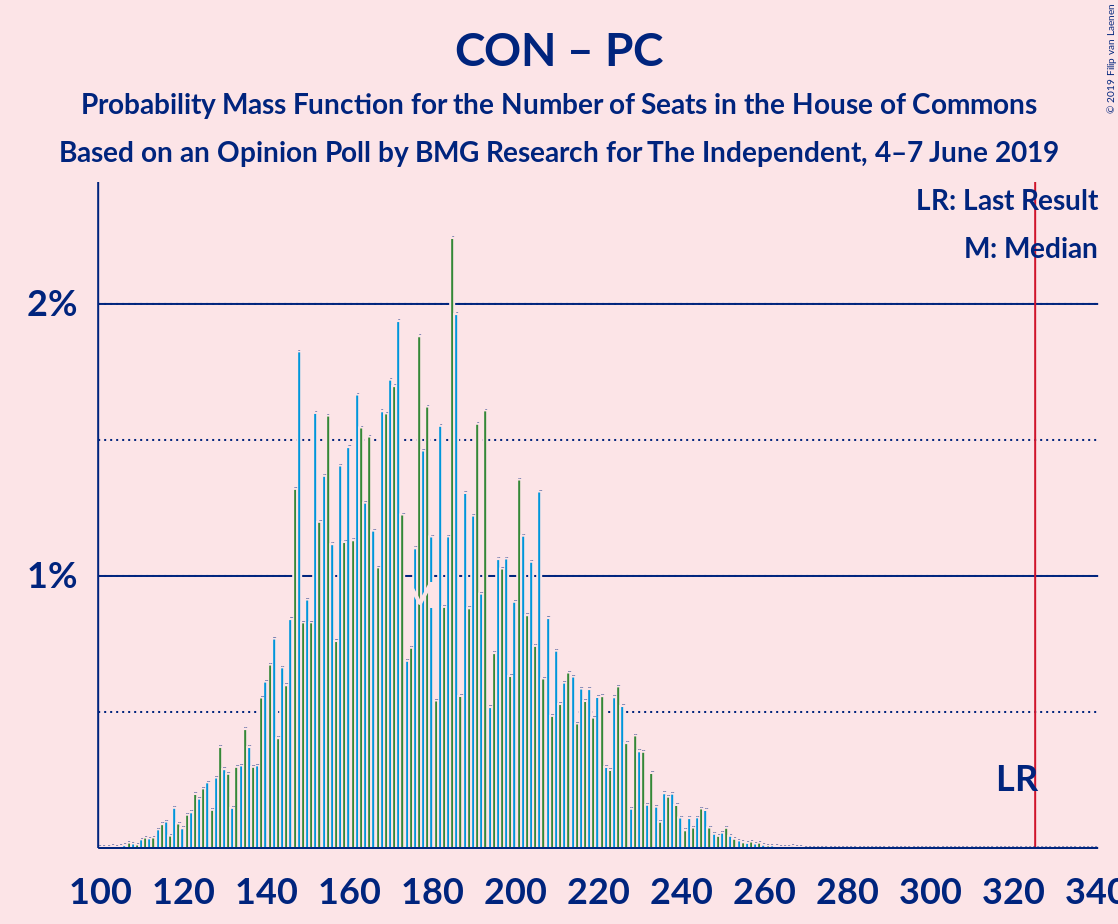 CON – PC
Probability Mass Function for the Number of Seats in the House of Commons
Based on an Opinion Poll by BMG Research for The Independent, 4–7 June 2019
© 2019 Filip van Laenen
LR: Last Result
M: Median
2%
1%
M
LR
100 120 140 160 180 200 220 240 260 280 300 320 340